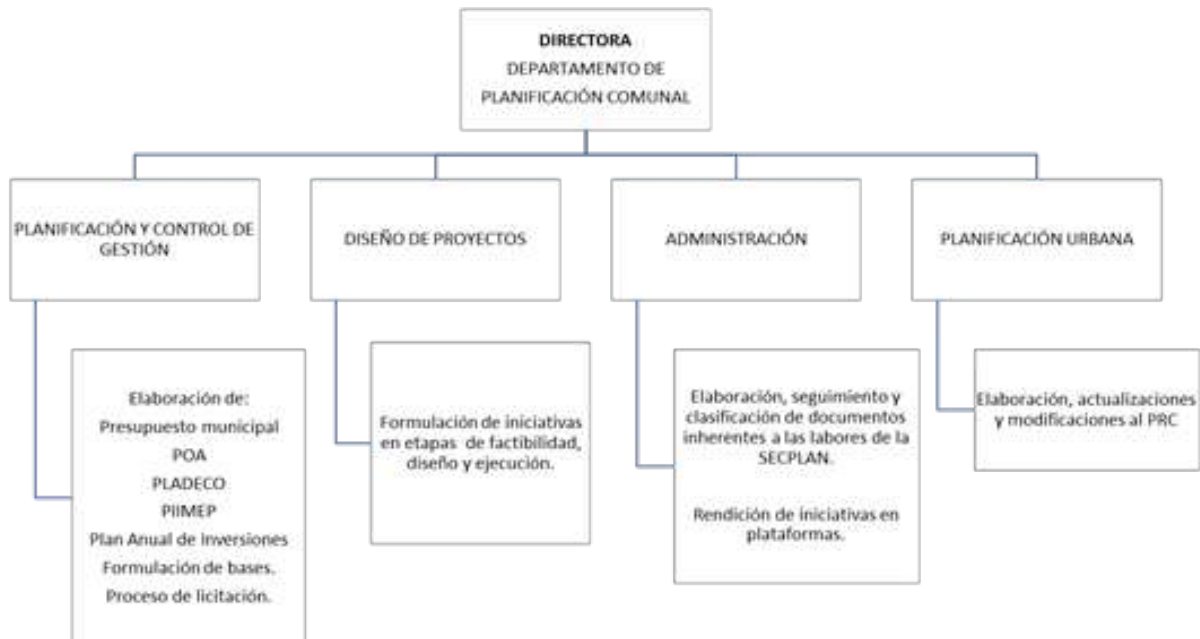 DIRECTORA
DEPARTAMENTO DE
PLANIFICACIÓN COMUNAL
PLANIFICACIÓN Y CONTROL DE
GESTIÓN
DISEÑO DE PROYECTOS
ADMINISTRACIÓN
PLANIFICACIÓN URBANA
Elaboración de:
Presupuesto municipal
POA
PLADECO
PIIMEP
Plan Anual de Inversiones
Formulación de bases.
Proceso de licitación.
Formulación de iniciativas
en etapas de factibilidad,
diseño y ejecución.
Elaboración, seguimiento y
clasificación de documentos
inherentes a las labores de la
SECPLAN.
Rendición de iniciativas en
plataformas.
Elaboración, actualizaciones
y modificaciones al PRC